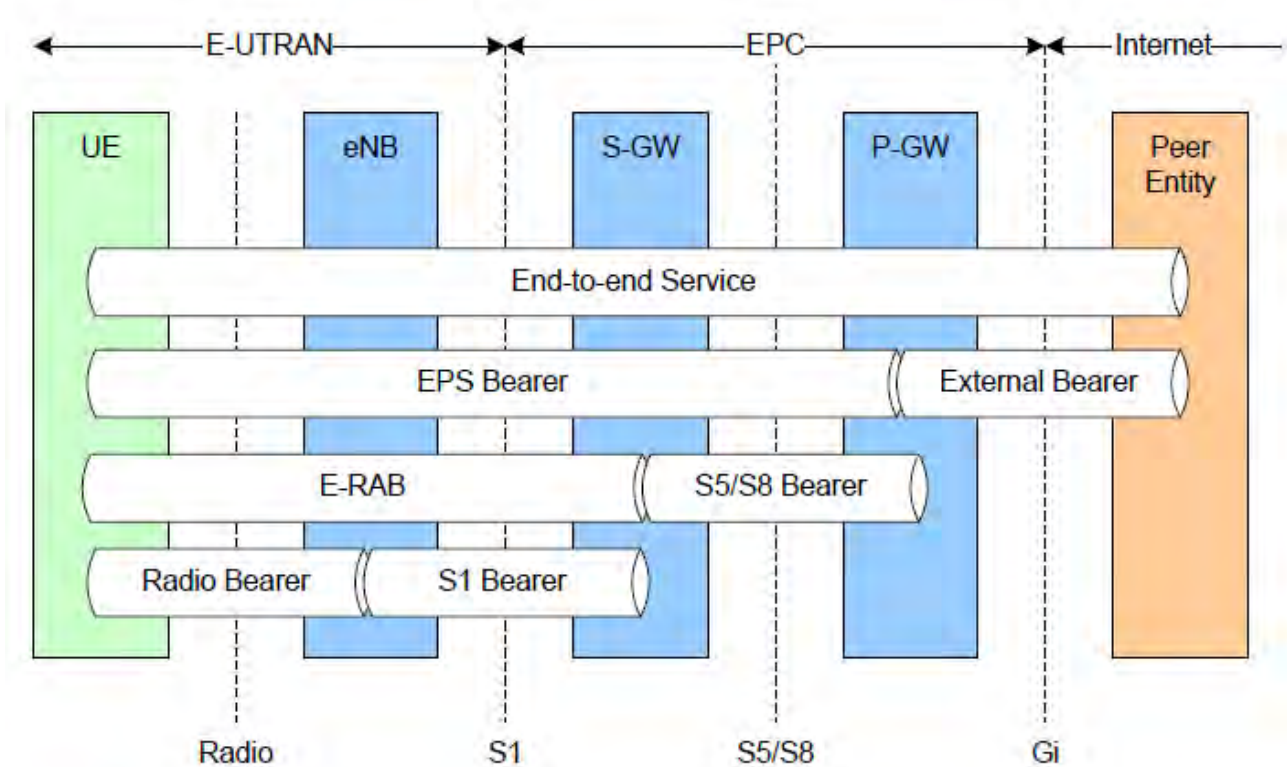 E-UTRAN EPC Internet
UE eNB S-GW P-GW Peer
Entity
End-to-end Service
EPS Bearer External Bearer
E-RAB S5/S8 Bearer
Radio Bearer S1 Bearer
Radio S1 S5/S8 Gi